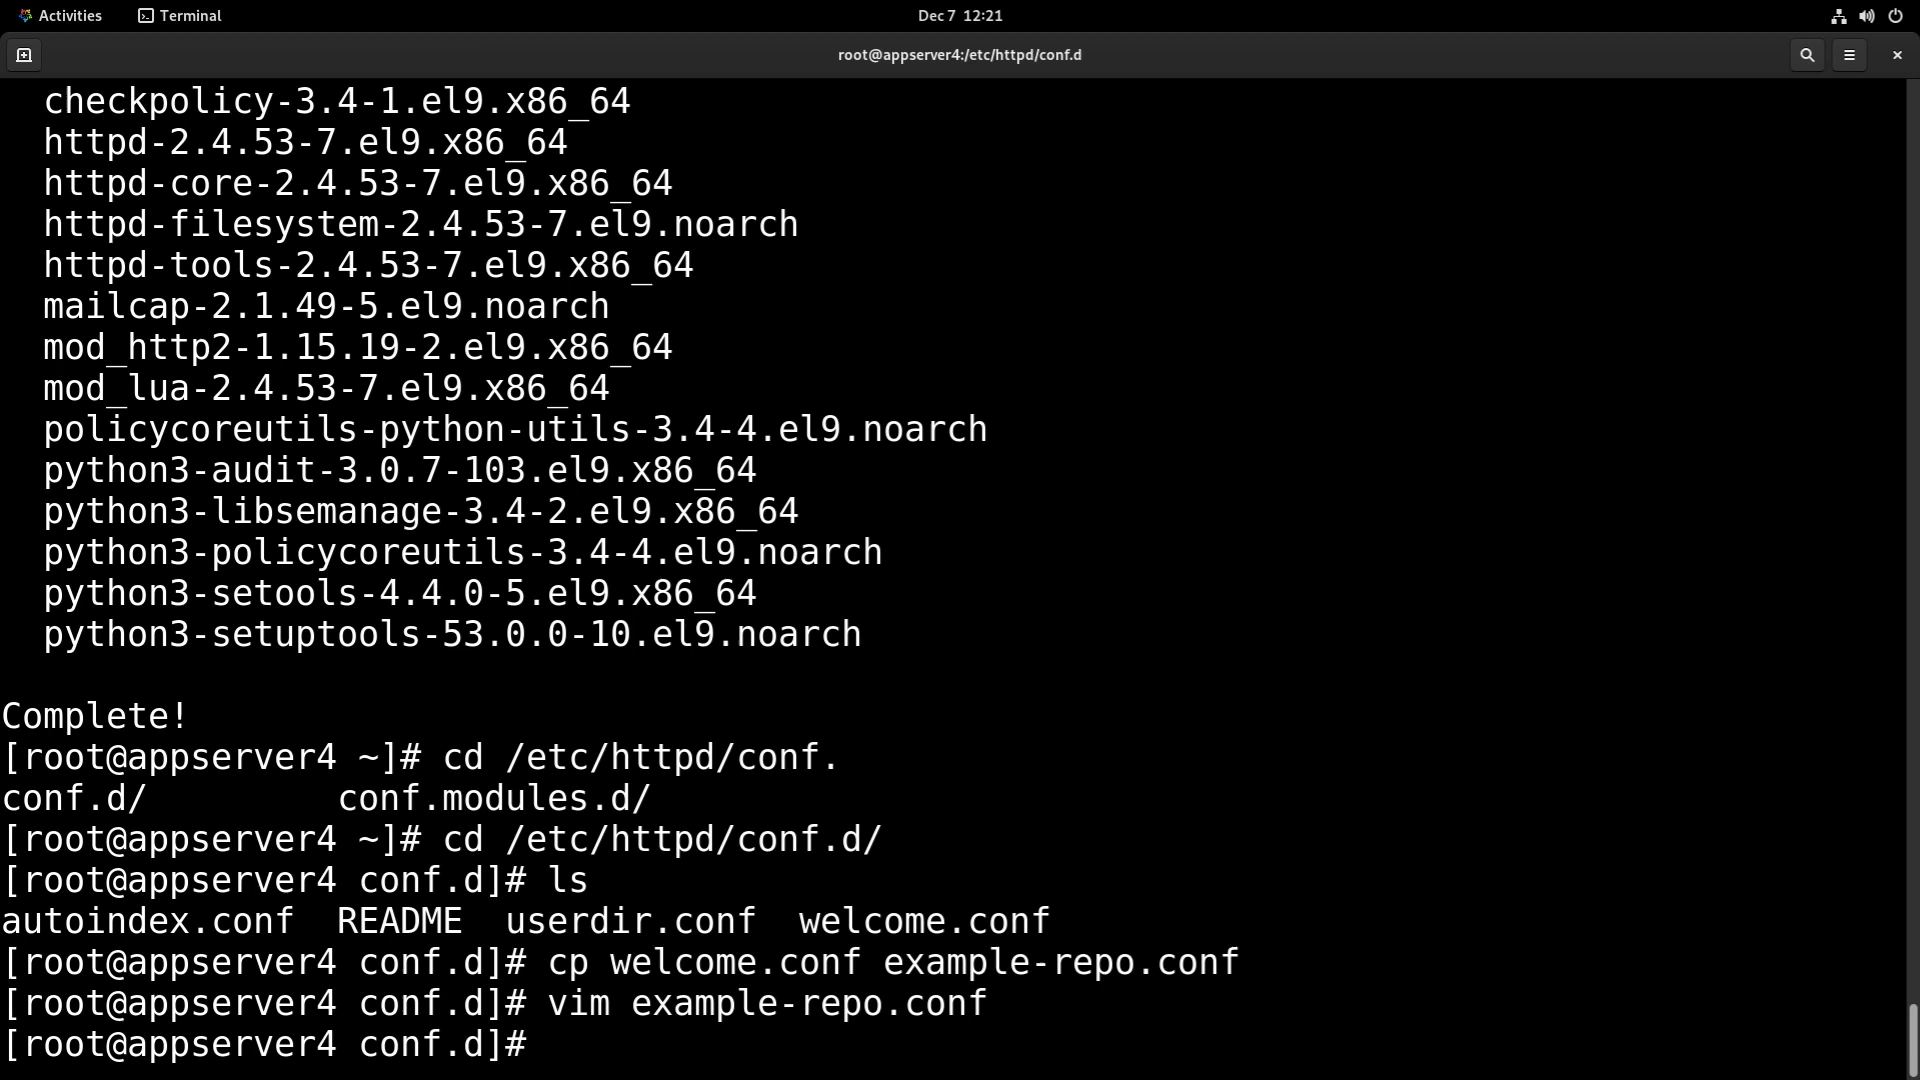 Activities Terminal Dec 7 12:21
root@appserver4:/etc/httpd/conf.d
checkpolicy-3.4-1.el9.x86_64
httpd-2.4.53-7.el9.x86_64
httpd-core-2.4.53-7.el9.x86_64
httpd-filesystem-2.4.53-7.el9.noarch
httpd-tools-2.4.53-7.el9.x86_64
mailcap-2.1.49-5.el9.noarch
mod_http2-1.15.19-2.el9.x86_64
mod_lua-2.4.53-7.el9.x86_64
policycoreutils-python-utils-3.4-4.el9.noarch
python3-audit-3.0.7-103.el9.x86_64
python3-libsemanage-3.4-2.el9.x86_64
python3-policycoreutils-3.4-4.el9.noarch
python3-setools-4.4.0-5.el9.x86_64
python3-setuptools-53.0.0-10.el9.noarch
Complete!
[root@appserver4 ~]# cd /etc/httpd/conf.
conf.d/ conf.modules.d/
[root@appserver4 ~]# cd /etc/httpd/conf.d/
[root@appserver4 conf.d]# ls
autoindex.conf README userdir.conf welcome.conf
[root@appserver4 conf.d]# cp welcome.conf example-repo.conf
[root@appserver4 conf.d]# vim example-repo.conf
[root@appserver4 conf.d]#